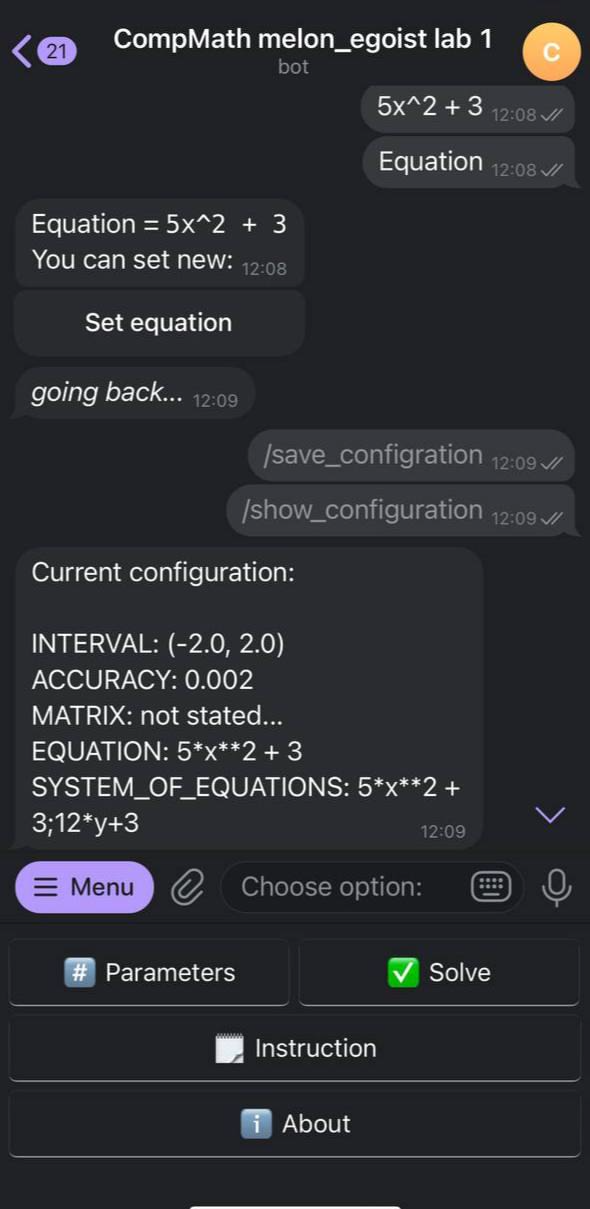 21
CompMath melon_egoist lab 1
C
bot
5x^2 + 3 12:08
Equation 12:08
Equation = 5x^2 + 3
You can set new: 12:08
Set equation
going back... 12:09
/save_configration 12:09
/show_configuration 12:09
Current configuration:
INTERVAL: (-2.0, 2.0)
ACCURACY: 0.002
MATRIX: not stated...
EQUATION: 5*x**2 + 3
SYSTEM_OF_EQUATIONS: 5*x**2 +
3;12*y+3
12:09
Menu
Choose option:
# Parameters
Solve
Instruction
i About